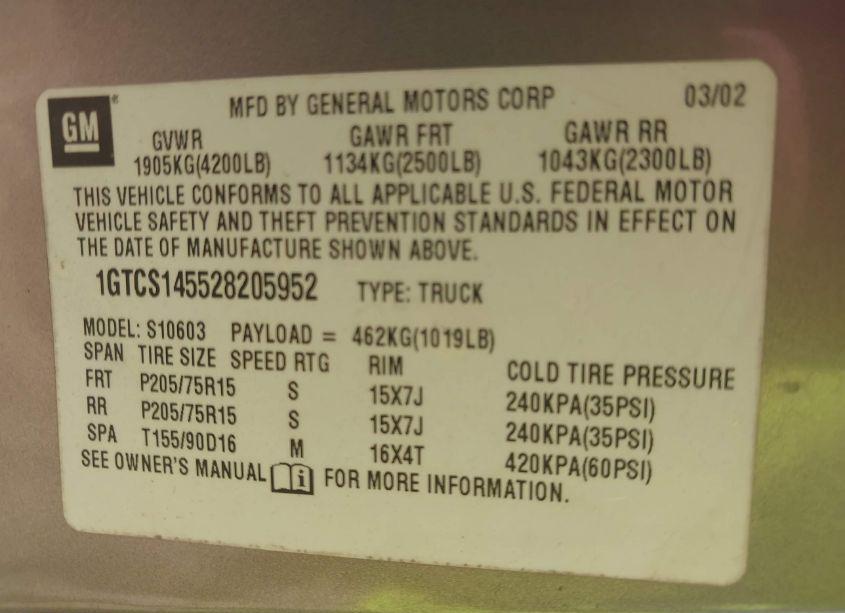 GM® MFD BY GENERAL MOTORS CORP 03/02
GVWR GAWR FRT GAWR RR
1905KG(4200LB) 1134KG(2500LB) 1043KG(2300LB)
THIS VEHICLE CONFORMS TO ALL APPLICABLE U.S. FEDERAL MOTOR
VEHICLE SAFETY AND THEFT PREVENTION STANDARDS IN EFFECT ON
THE DATE OF MANUFACTURE SHOWN ABOVE.
1GTCS145528205952 TYPE: TRUCK
MODEL: S10603 PAYLOAD = 462KG(1019LB)
SPAN TIRE SIZE SPEED RTG RIM COLD TIRE PRESSURE
FRT P205/75R15 S 15X7J 240KPA(35PSI)
RR P205/75R15 S 15X7J 240KPA(35PSI)
SPA T155/90D16 M 16X4T 420KPA(60PSI)
SEE OWNER'S MANUAL i FOR MORE INFORMATION.